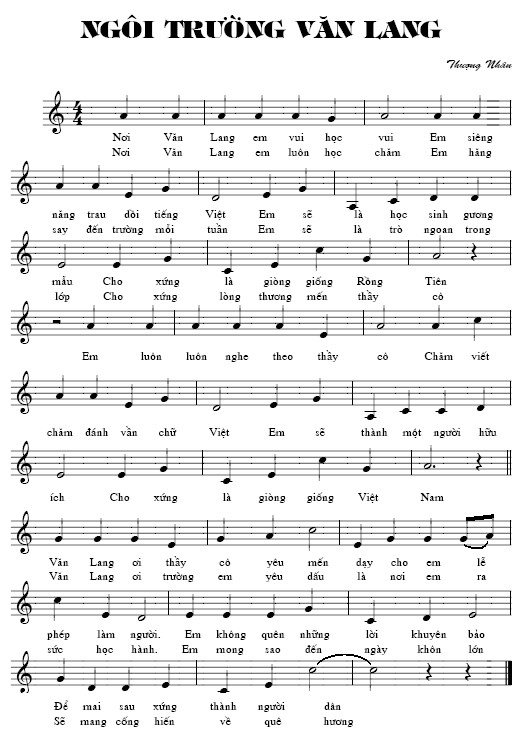 NGÔI TRƯỜNG VĂN LANG
Thượng Nhân
4
4
Nơi Văn Lang em vui học vui Em siêng
Nơi Văn Lang em luôn học chăm Em hăng
năng trau dồi tiếng Việt Em sẽ là học sinh gương
say đến trường mỗi tuần Em sẽ là trò ngoan trong
mẫu Cho xứng là giòng giống Rồng Tiên
lớp Cho xứng lòng thương mến thầy cô
Em luôn luôn nghe theo thầy cô Chăm viết
chăm đánh vần chữ Việt Em sẽ thành một người hữu
ích Cho xứng là giòng giống Việt Nam
Văn Lang ơi thầy cô yêu mến dạy cho em lễ
Văn Lang ơi trường em yêu dấu là nơi em ra
phép làm người. Em không quên những lời khuyên bảo
sức học hành. Em mong sao đến ngày khôn lớn
Để mai sau xứng thành người dân
Sẽ mang cống hiến về quê hương